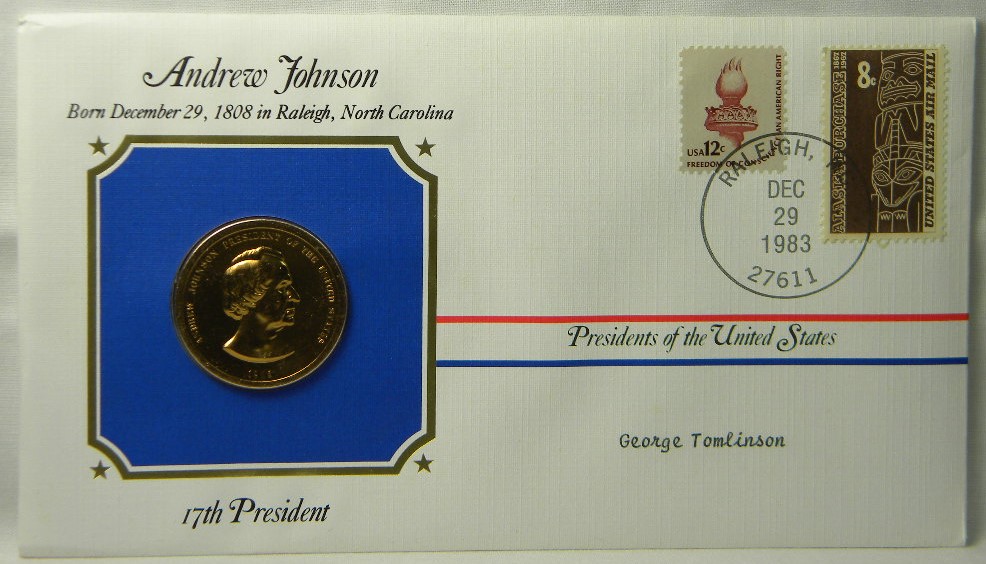 Andrew Johnson
Born December 29, 1808 in Raleigh, North Carolina
ANDREW JOHNSON PRESIDENT OF THE UNITED STATES
17th President
USA 12c
FREEDOM OF CONSCIENCE
AN AMERICAN RIGHT
8c
ALASKA PURCHASE
1867
1967
UNITED STATES AIR MAIL
RALEIGH,
DEC
29
1983
27611
Presidents of the United States
George Tomlinson